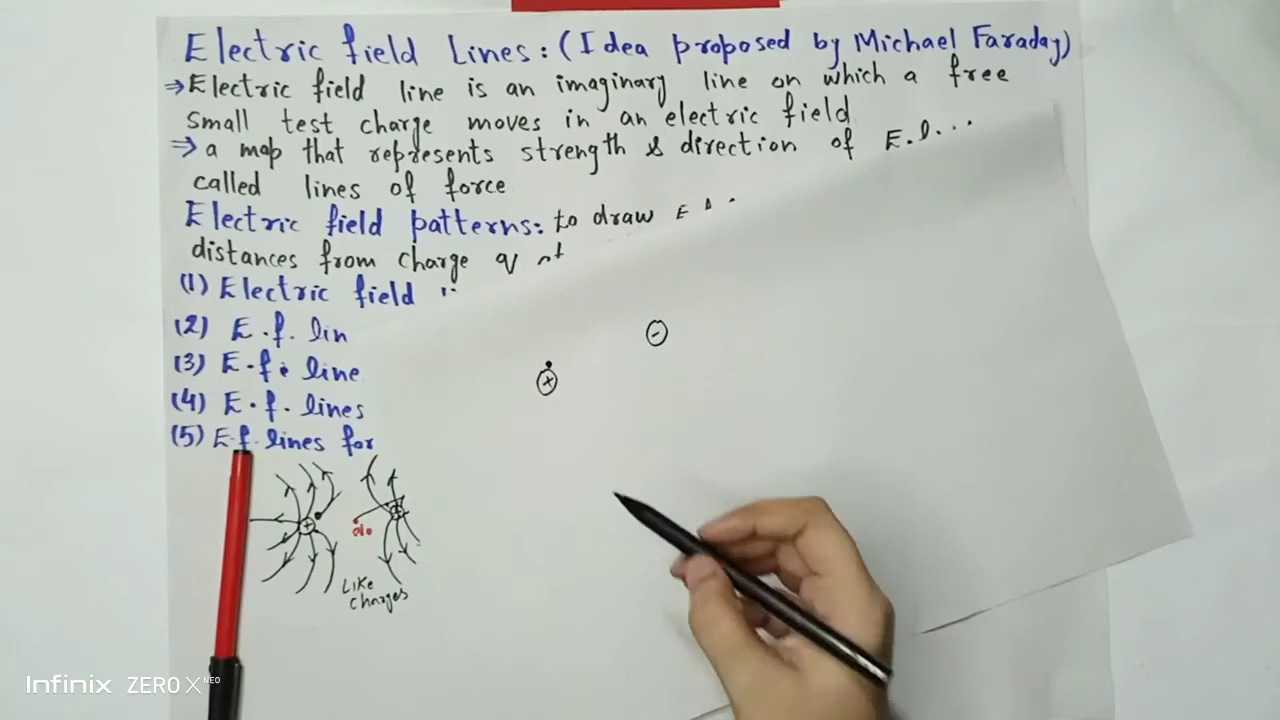 Electric field Lines: (Idea proposed by Michael Faraday)
⇒ Electric field line is an imaginary line on which a free
small test charge moves in an electric field
⇒ a map that represents strength & direction of E.
called lines of force
Electric field patterns: to draw E
distances from charge q
(1) Electric field
(2) E.f. lin
(3) E.f. line
(4) E.f. lines
(5) E.f. lines for
Like
charges
+
-
+
+
Infinix ZERO X NEO